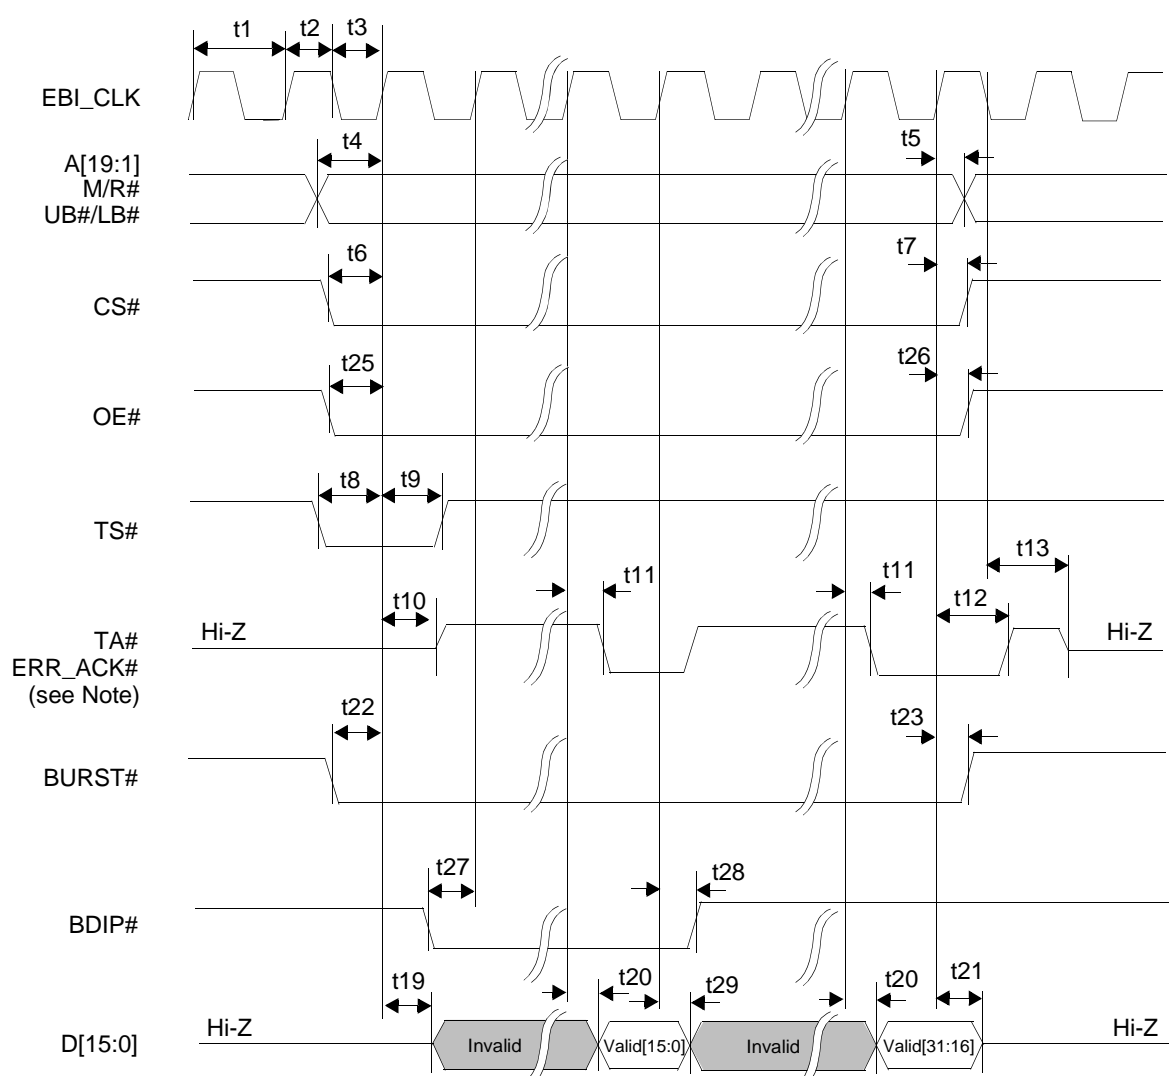 t1 t2 t3
EBI_CLK
t4 t5
A[19:1]
M/R#
UB#/LB#
t6 t7
CS#
t25 t26
OE#
t8 t9
TS#
t13
t11 t11
t10 t12
Hi-Z Hi-Z
TA#
ERR_ACK#
(see Note)
t22 t23
BURST#
t27 t28
BDIP#
t19 t20 t29 t20 t21
Hi-Z Hi-Z
D[15:0] Invalid Valid[15:0] Invalid Valid[31:16]